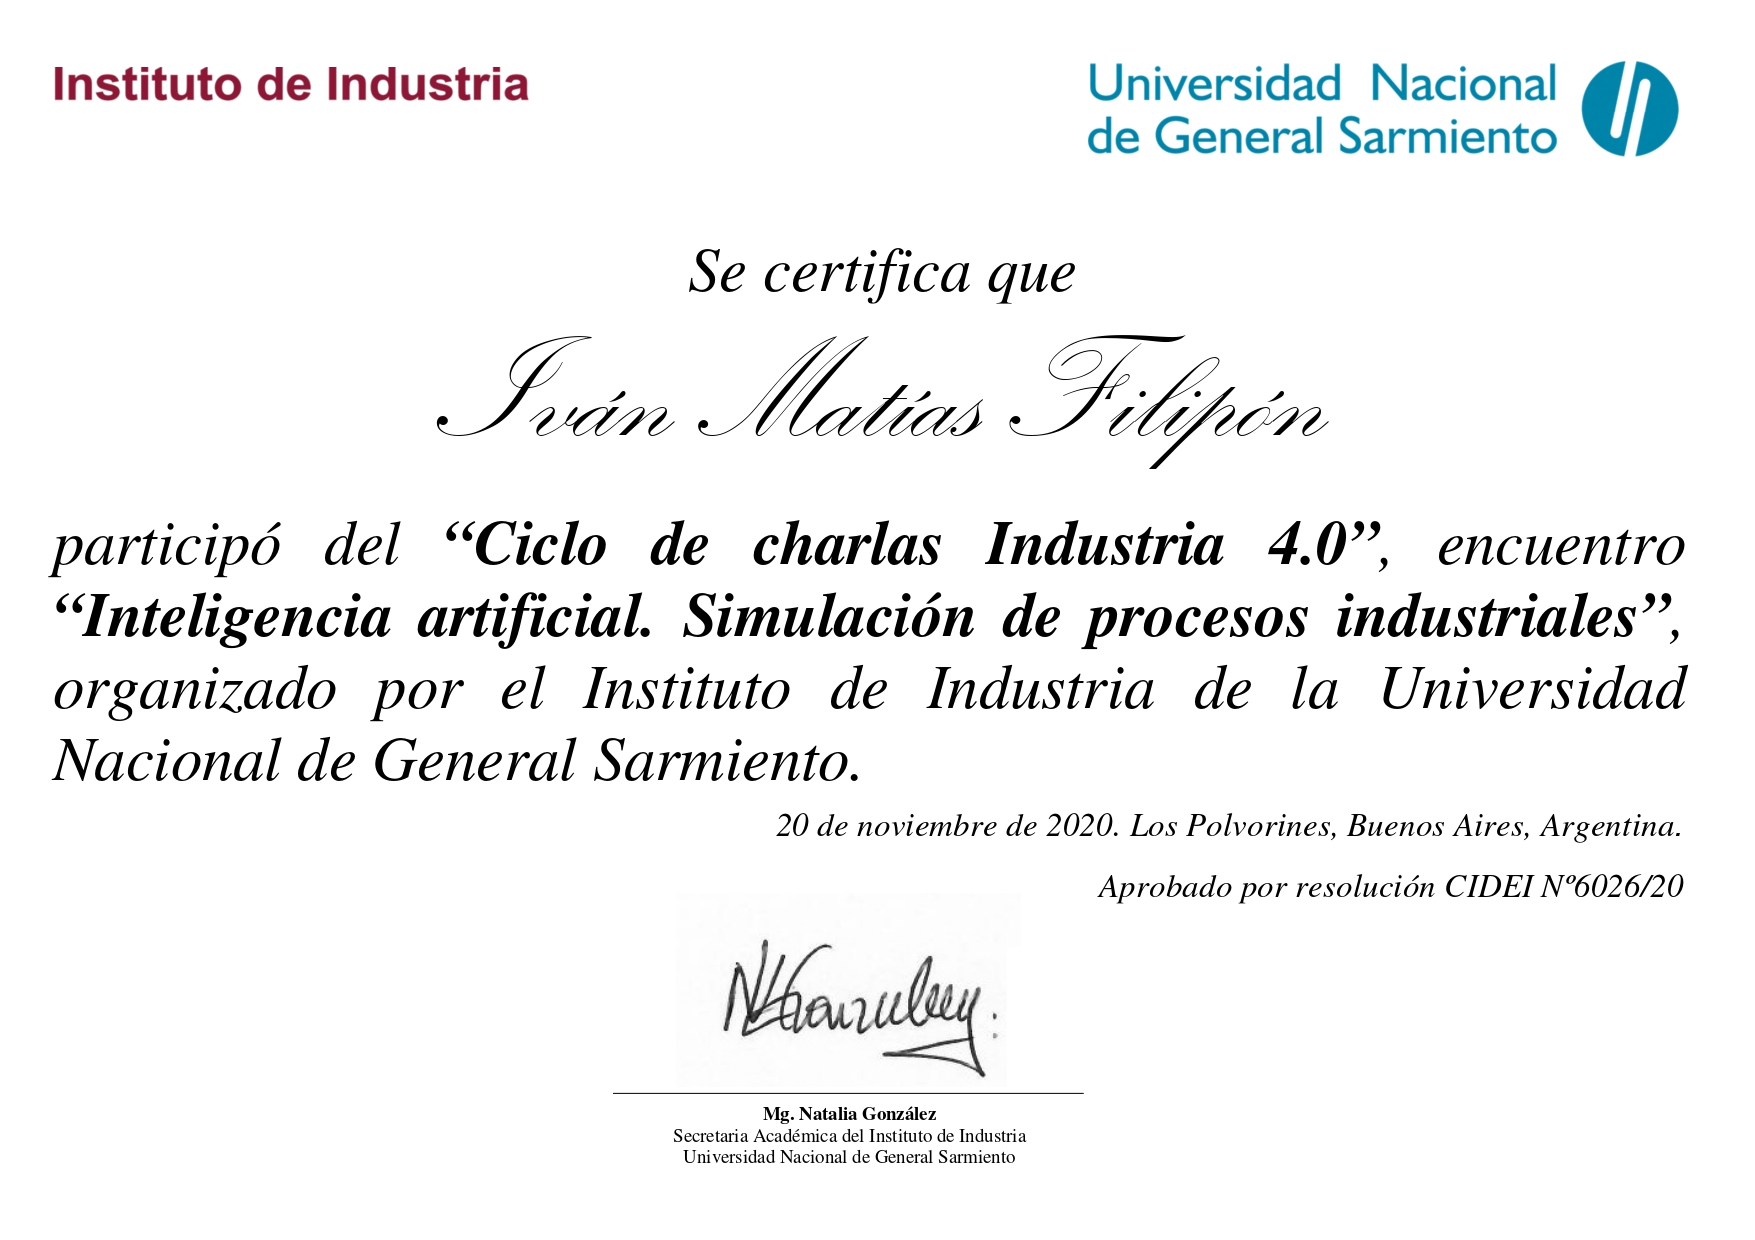 Instituto de Industria
Universidad Nacional
de General Sarmiento
Se certifica que
Iván Matías Filipón
participó del “Ciclo de charlas Industria 4.0”, encuentro
“Inteligencia artificial. Simulación de procesos industriales”,
organizado por el Instituto de Industria de la Universidad
Nacional de General Sarmiento.
20 de noviembre de 2020. Los Polvorines, Buenos Aires, Argentina.
Aprobado por resolución CIDEI Nº6026/20
Mg. Natalia González
Secretaria Académica del Instituto de Industria
Universidad Nacional de General Sarmiento